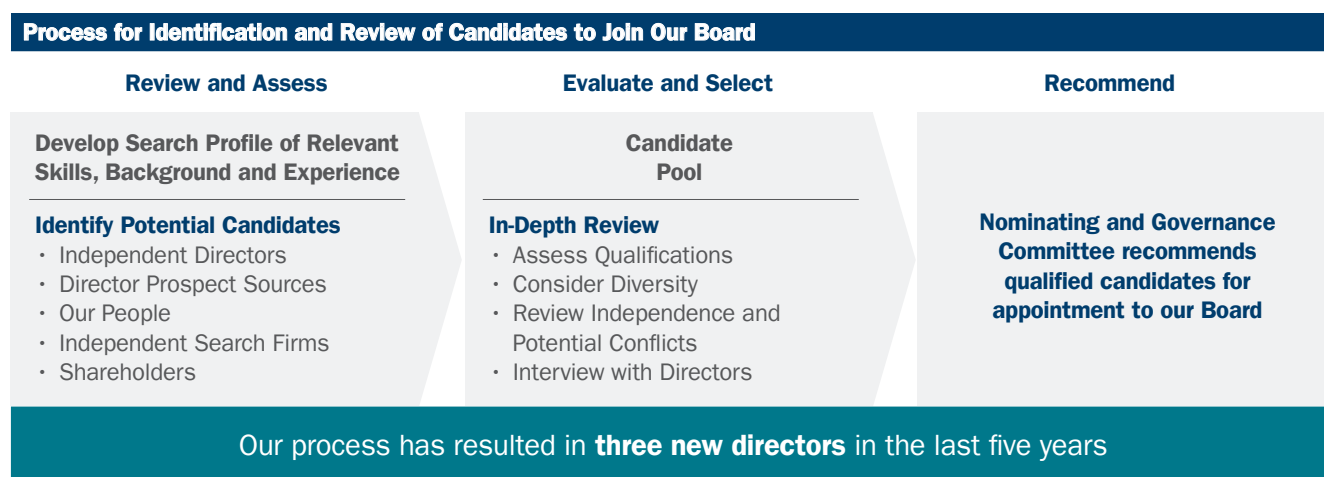 Process for Identification and Review of Candidates to Join Our Board
Review and Assess
Develop Search Profile of Relevant
Skills, Background and Experience
Identify Potential Candidates
• Independent Directors
• Director Prospect Sources
• Our People
• Independent Search Firms
• Shareholders
Evaluate and Select
Candidate
Pool
In-Depth Review
• Assess Qualifications
• Consider Diversity
• Review Independence and
Potential Conflicts
• Interview with Directors
Recommend
Nominating and Governance
Committee recommends
qualified candidates for
appointment to our Board
Our process has resulted in three new directors in the last five years